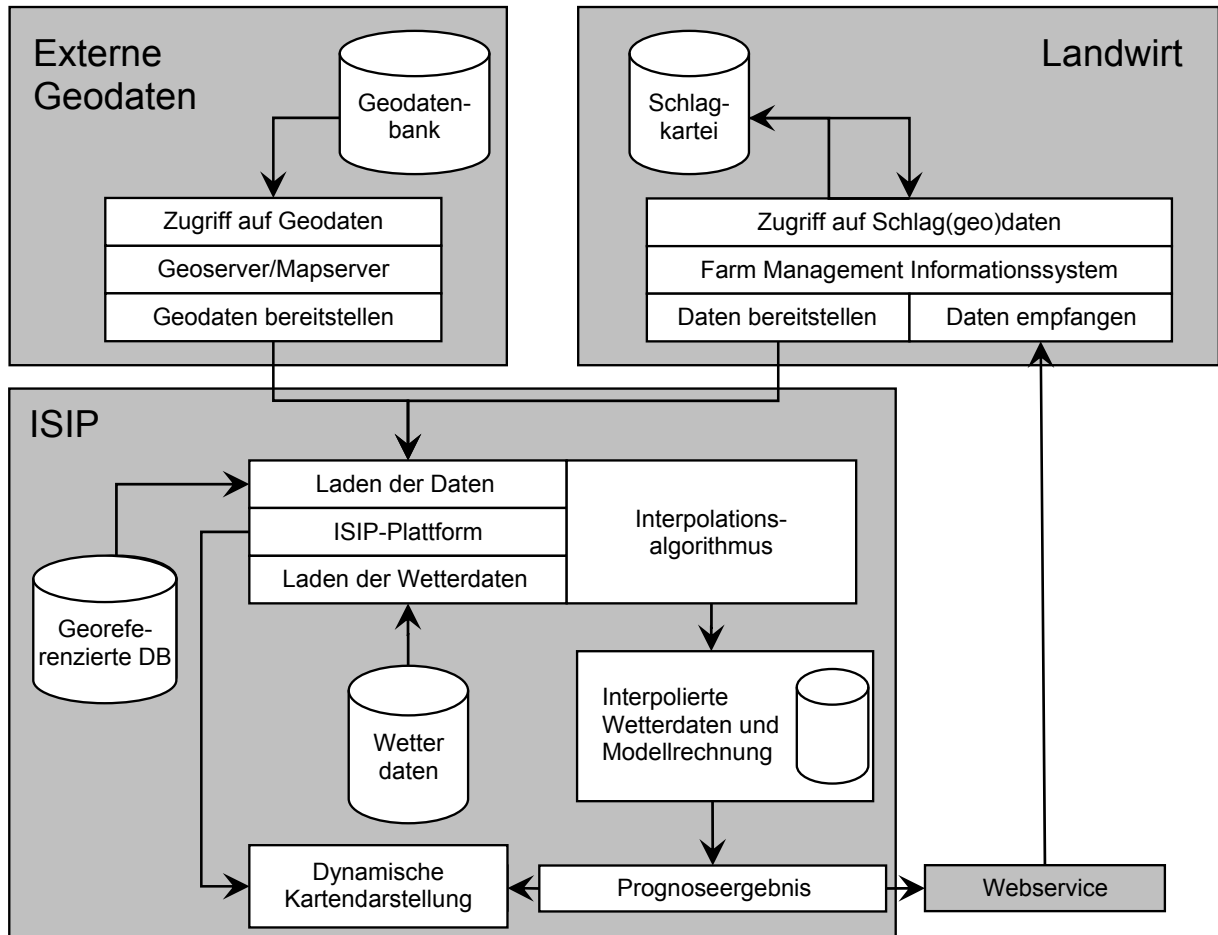 Externe
Geodaten
Geodaten-
bank
Zugriff auf Geodaten
Geoserver/Mapserver
Geodaten bereitstellen
Landwirt
Schlag-
kartei
Zugriff auf Schlag(geo)daten
Farm Management Informationssystem
Daten bereitstellen
Daten empfangen
ISIP
Laden der Daten
ISIP-Plattform
Laden der Wetterdaten
Interpolations-
algorithmus
Georefe-
renzierte DB
Wetter
daten
Interpolierte
Wetterdaten und
Modellrechnung
Dynamische
Kartendarstellung
Prognoseergebnis
Webservice